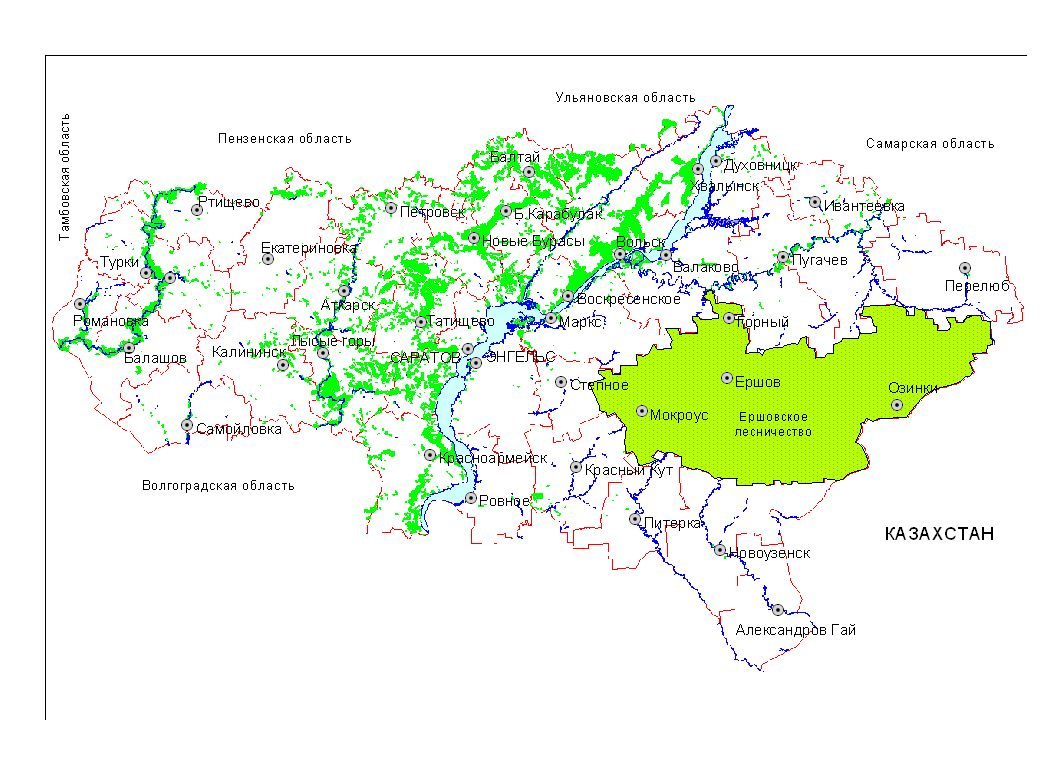 Ульяновская область
Пензенская область
Самарская область
Тамбовская область
Балтай
Духовницк
Хвалынск
Ртищево
Петровск
Б.Карабулак
Ивантеевка
Екатериновка
Новые Бурасы
Вольск
Турки
Балаково
Пугачев
Перелюб
Аткарск
Воскресенское
Романовка
Татищево
Маркс
Горный
Лысые горы
Балашов
Калининск
САРАТОВ
ЭНГЕЛЬС
Степное
Ершов
Озинки
Мокроус
Ершовское
лесничество
Самойловка
Красноармейск
Красный Кут
Волгоградская область
Ровное
Питерка
КАЗАХСТАН
Новоузенск
Александров Гай